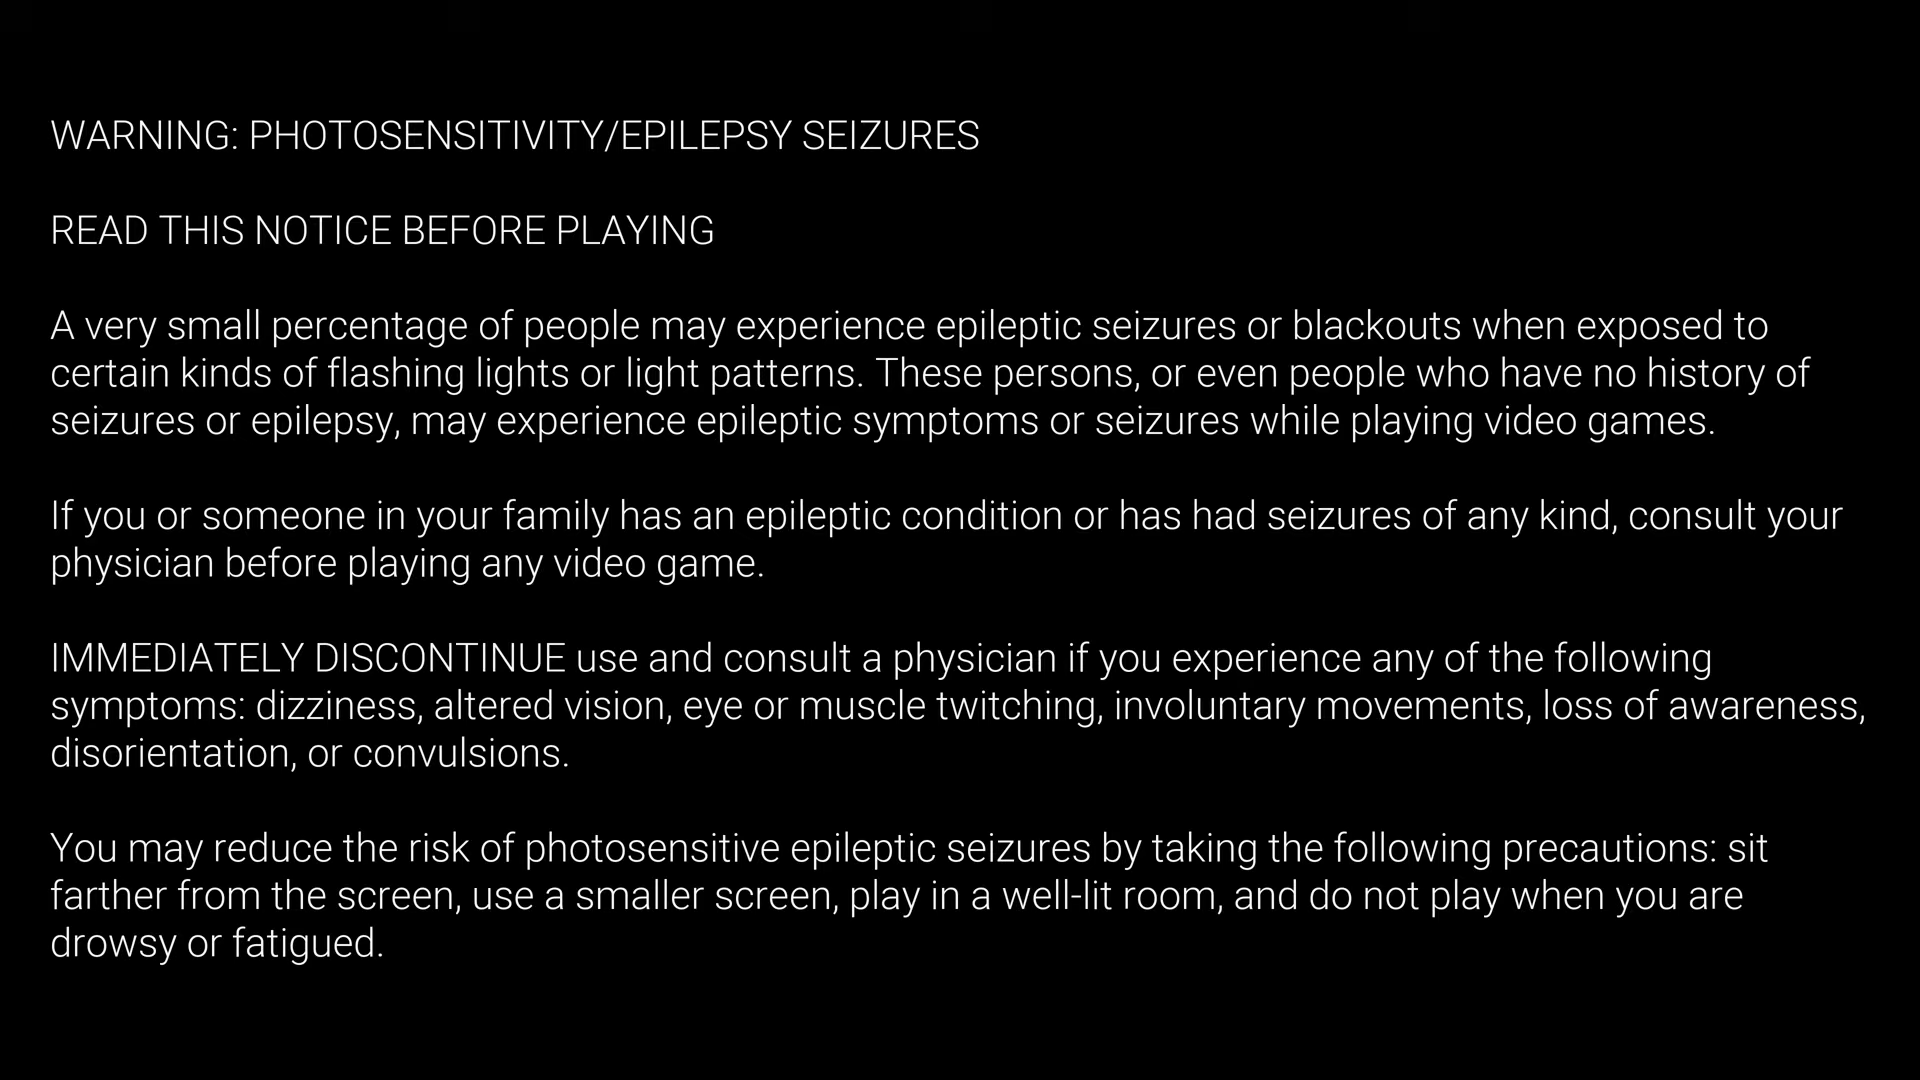 WARNING: PHOTOSENSITIVITY/EPILEPSY SEIZURES
READ THIS NOTICE BEFORE PLAYING
A very small percentage of people may experience epileptic seizures or blackouts when exposed to
certain kinds of flashing lights or light patterns. These persons, or even people who have no history of
seizures or epilepsy, may experience epileptic symptoms or seizures while playing video games.
If you or someone in your family has an epileptic condition or has had seizures of any kind, consult your
physician before playing any video game.
IMMEDIATELY DISCONTINUE use and consult a physician if you experience any of the following
symptoms: dizziness, altered vision, eye or muscle twitching, involuntary movements, loss of awareness,
disorientation, or convulsions.
You may reduce the risk of photosensitive epileptic seizures by taking the following precautions: sit
farther from the screen, use a smaller screen, play in a well-lit room, and do not play when you are
drowsy or fatigued.